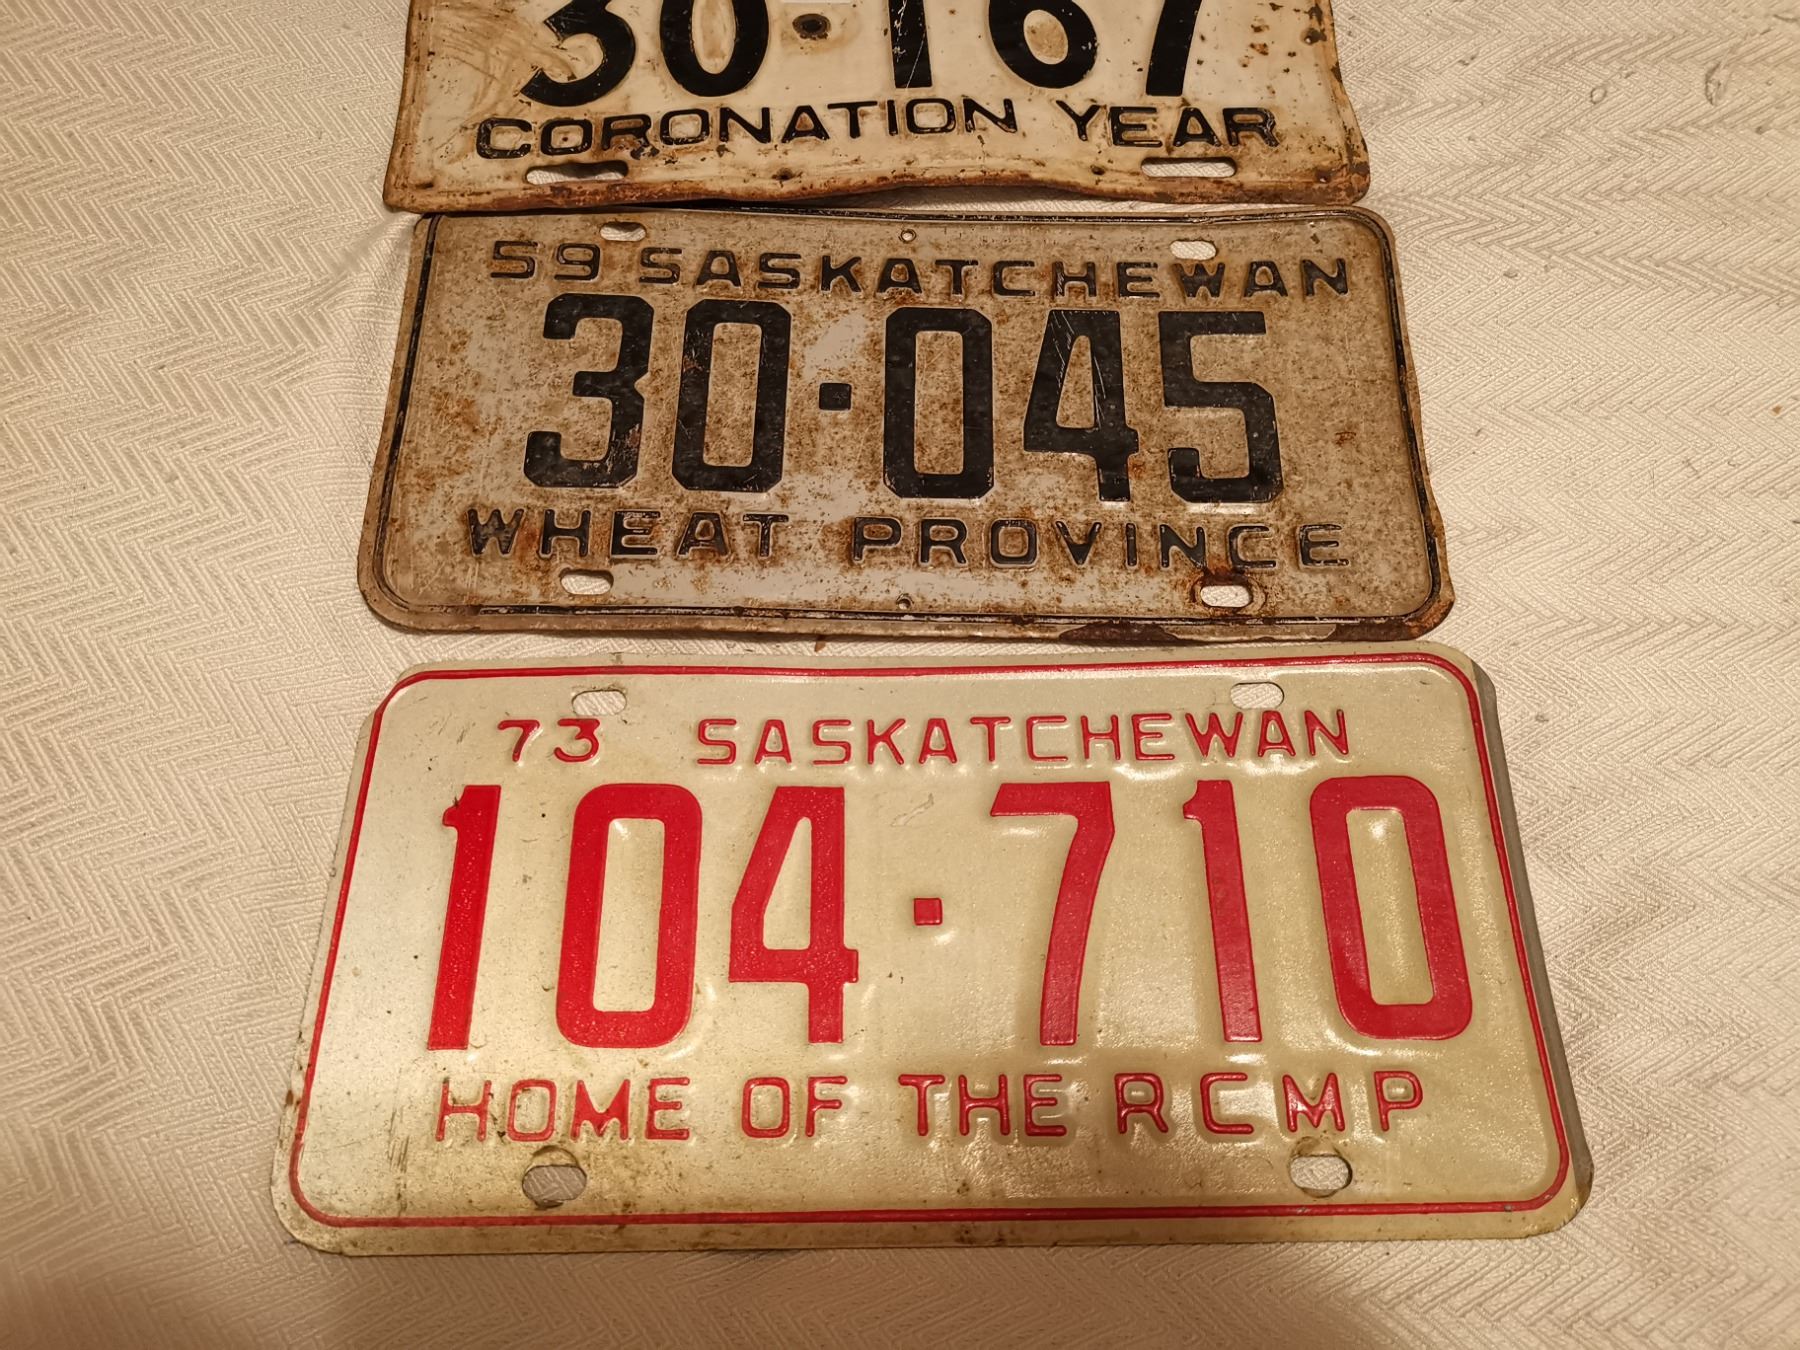 30·167
CORONATION YEAR
59 SASKATCHEWAN
30·045
WHEAT PROVINCE
73 SASKATCHEWAN
104·710
HOME OF THE RCMP